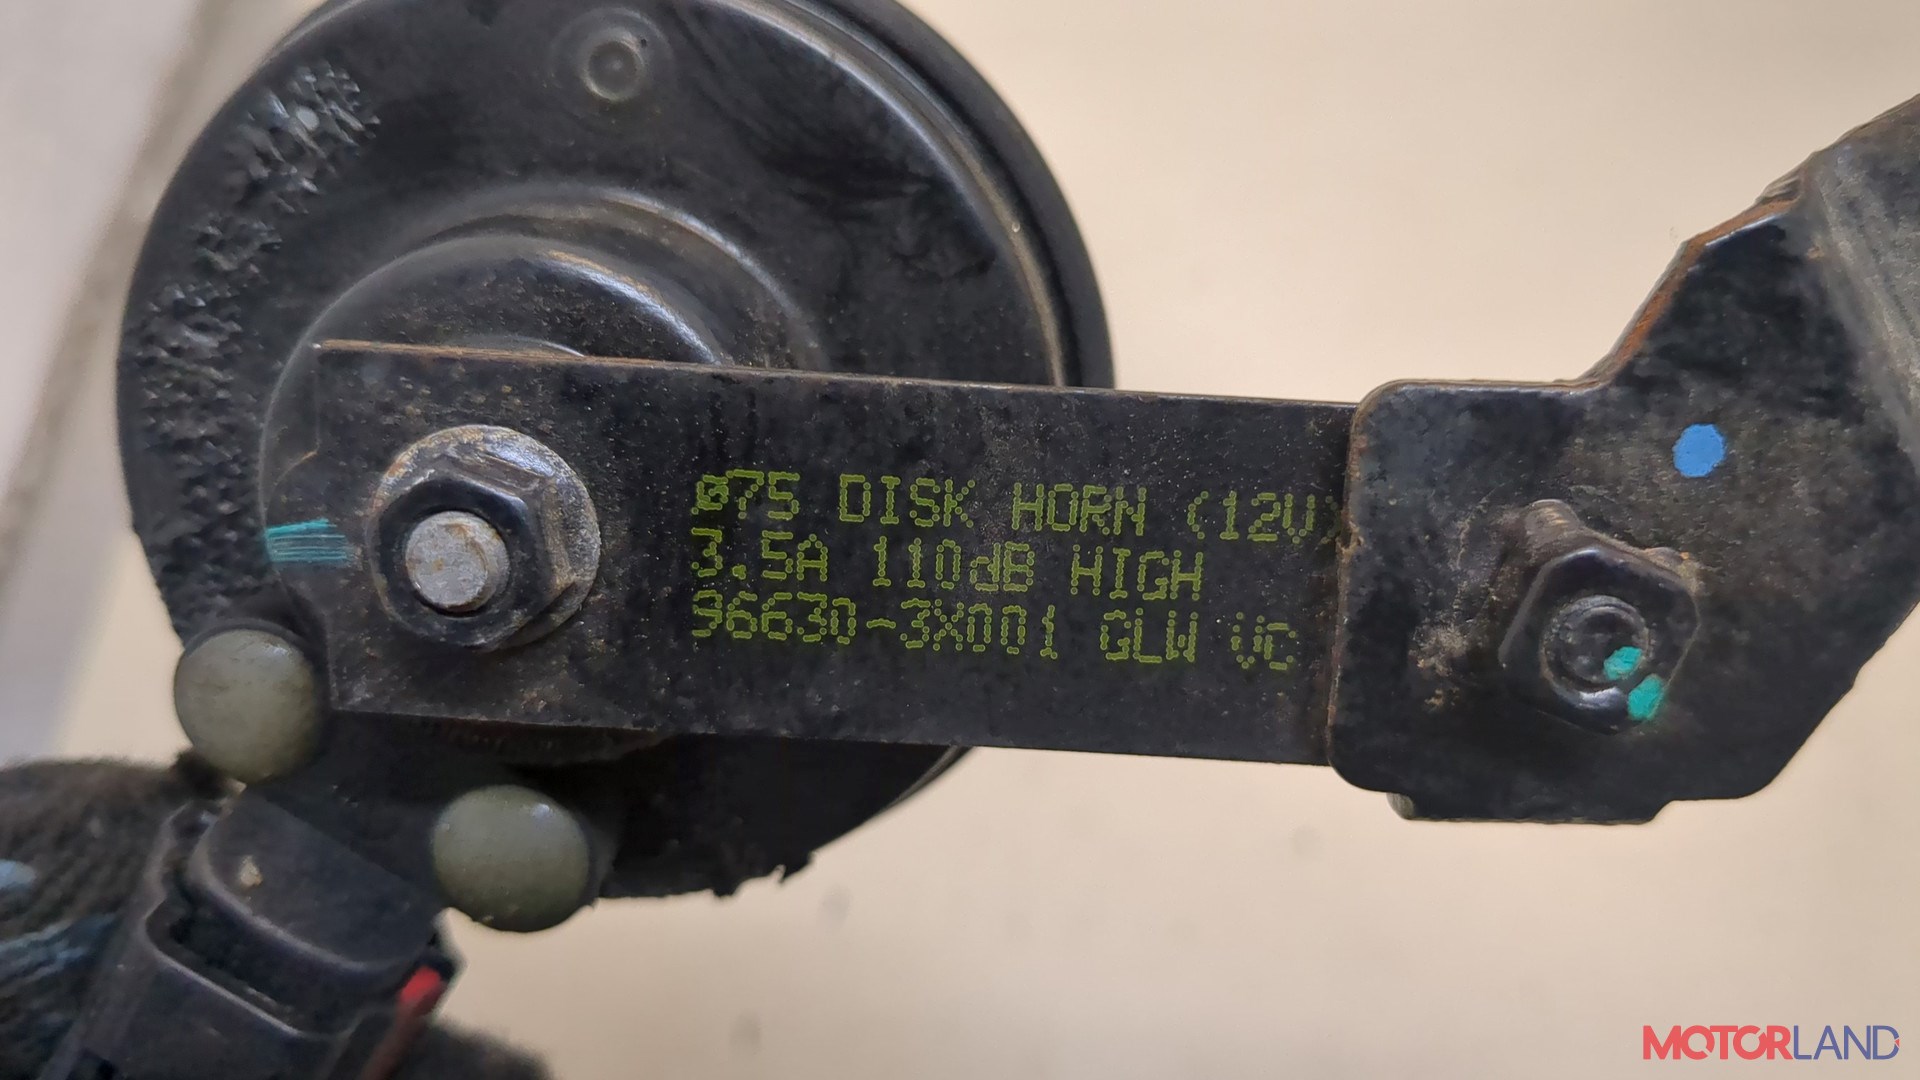 ø75 DISK HORN (12V)
3.5A 110dB HIGH
96630-3X001 GLW VC
MOTORLAND